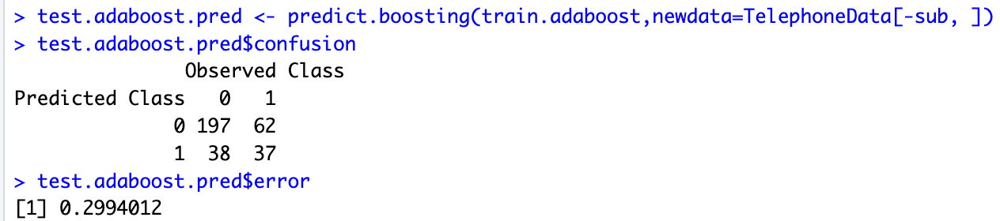 > test.adaboost.pred <- predict.boosting(train.adaboost,newdata=TelephoneData[-sub, ])
> test.adaboost.pred$confusion
               Observed Class
Predicted Class   0   1
              0 197  62
              1  38  37
> test.adaboost.pred$error
[1] 0.2994012